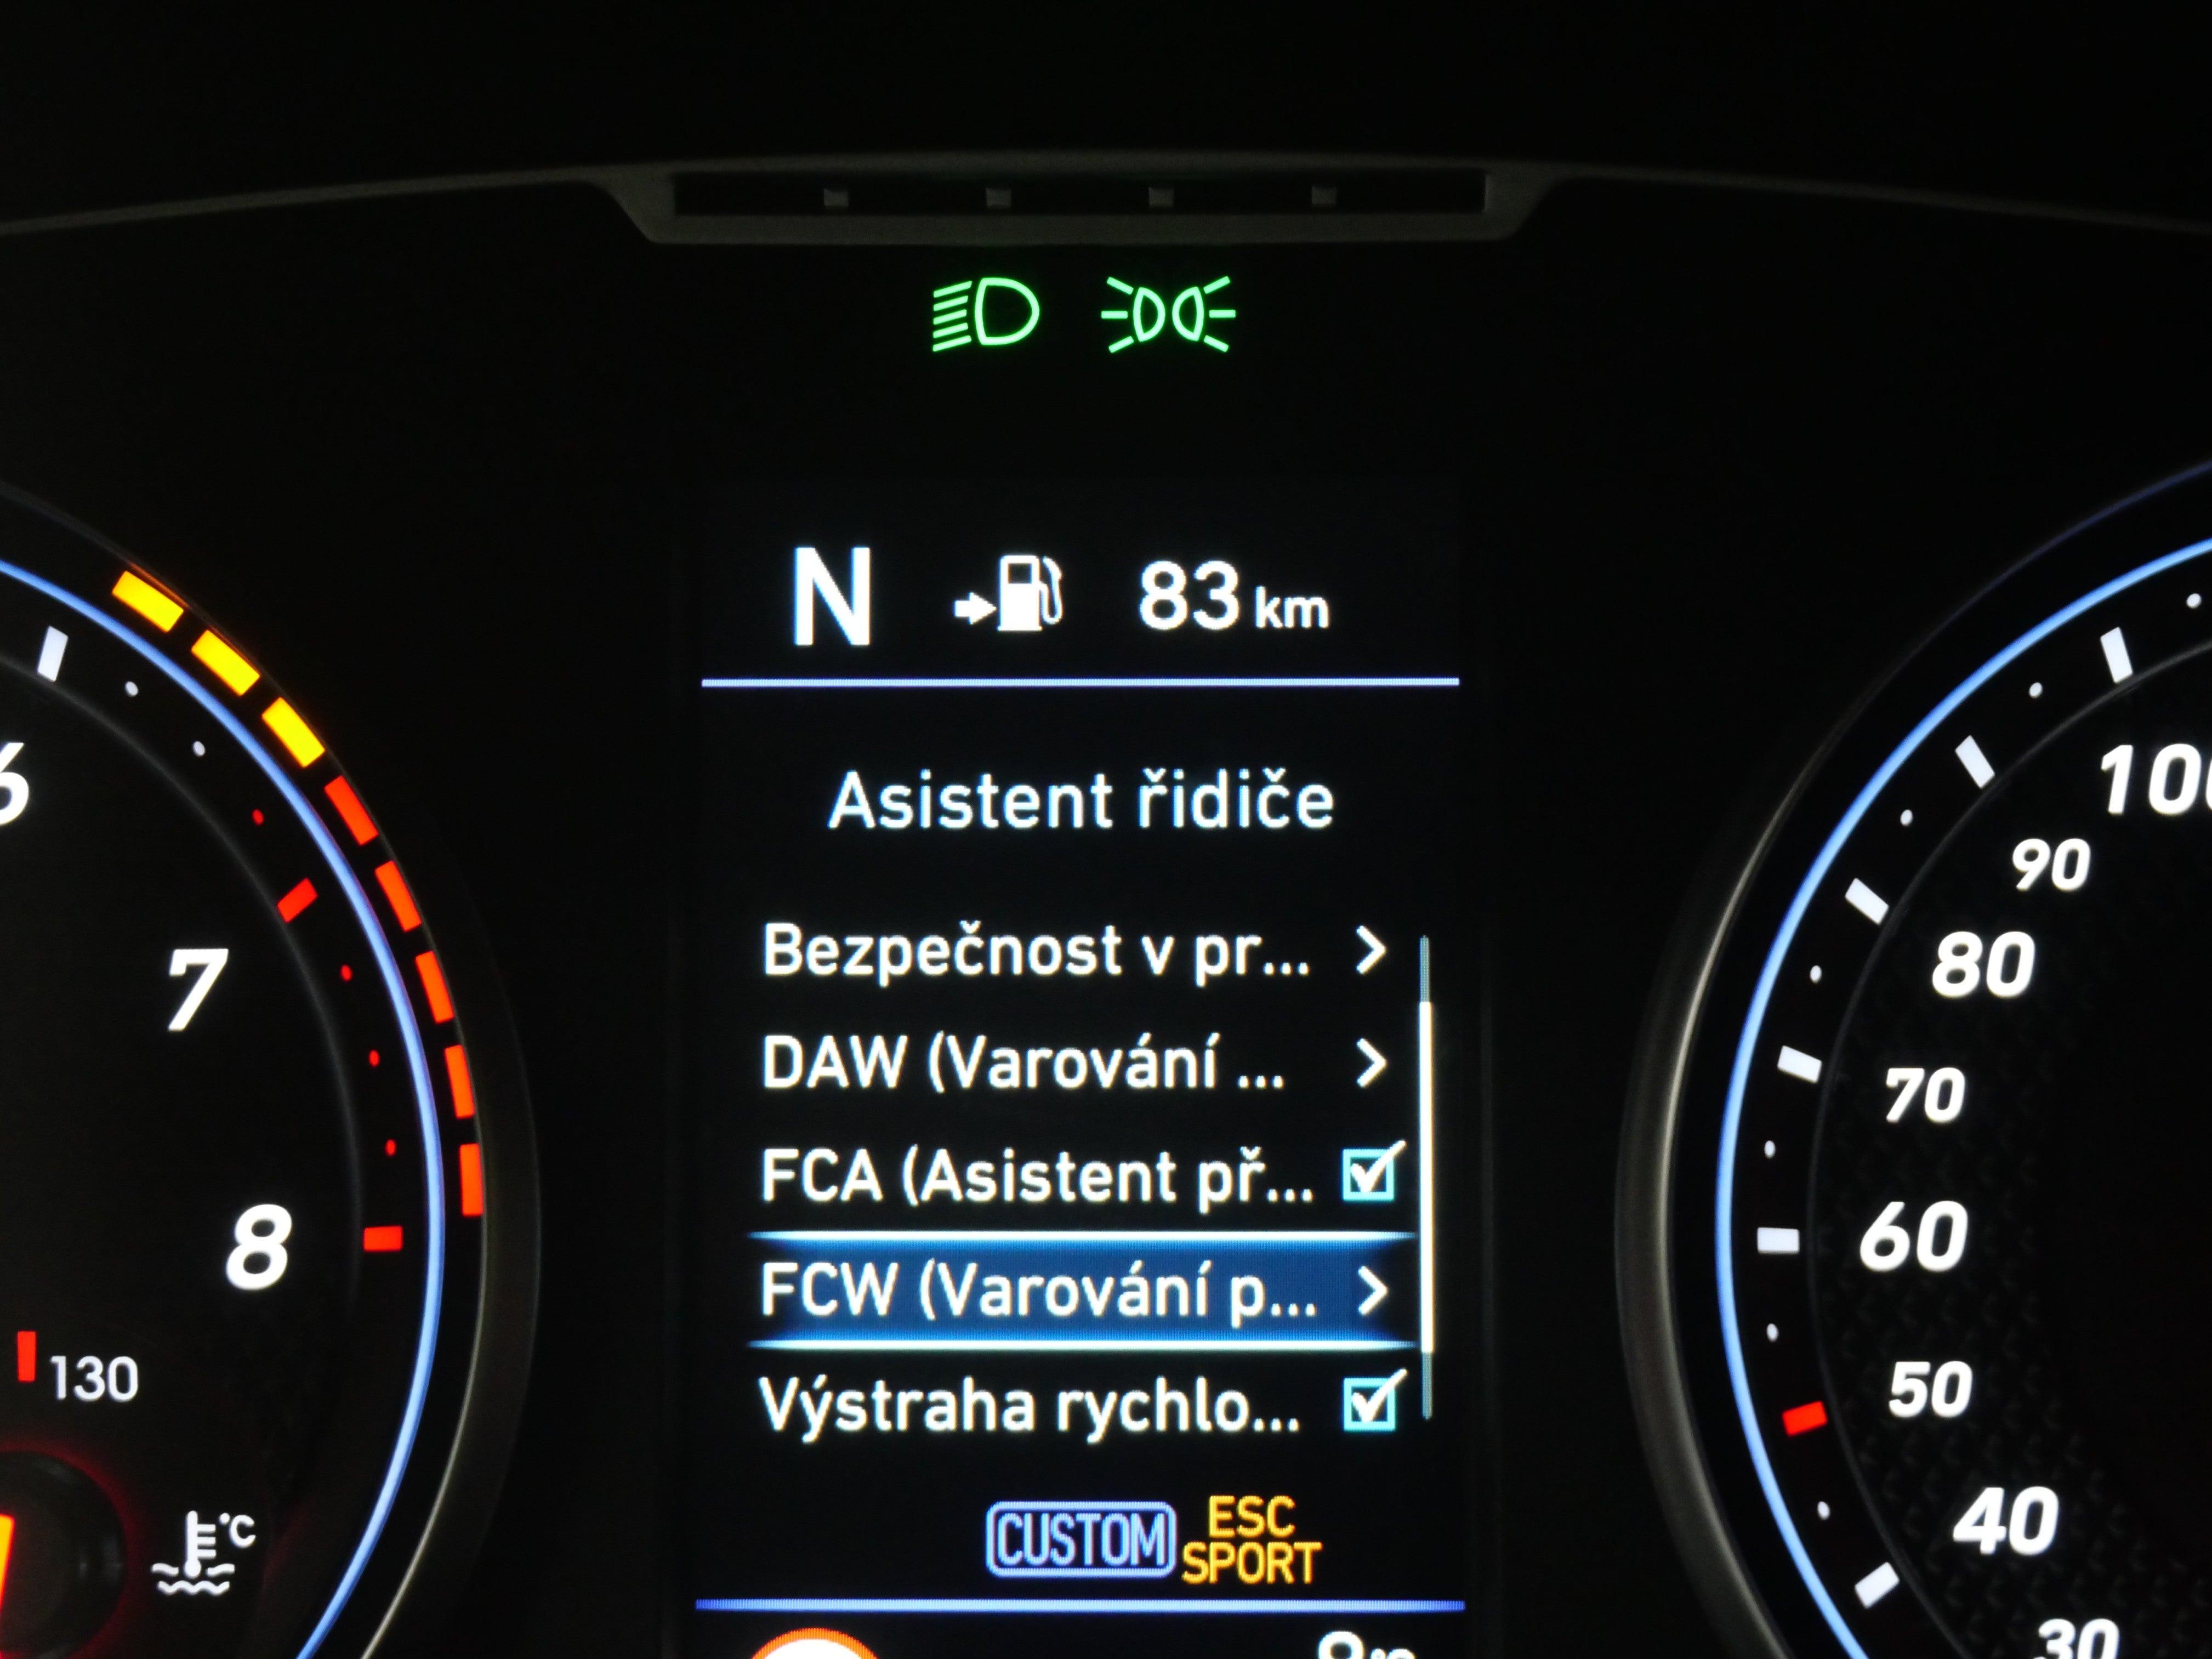 N 83 km
Asistent řidiče
Bezpečnost v pr...
DAW (Varování ...
FCA (Asistent př...
FCW (Varování p...
Výstraha rychlo...
CUSTOM ESC
SPORT
6
7
8
130
°C
100
90
80
70
60
50
40
30